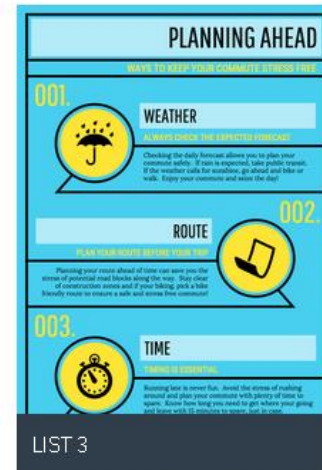 PLANNING AHEAD
WAYS TO KEEP YOUR COMMUTE STRESS FREE
001.
WEATHER
ALWAYS CHECK THE EXPECTED FORECAST
Checking the daily forecast allows you to plan your
commute safely. If rain is expected, take public transit.
If the weather calls for sunshine, go ahead and bike or
walk. Enjoy your commute and seize the day!
002.
ROUTE
PLAN YOUR ROUTE BEFORE YOUR TRIP
Planning your route ahead of time can save you the
stress of potential road blocks along the way. Stay clear
of construction zones and if your biking, pick a bike
friendly route to ensure a safe and stress free commute!
003.
TIME
TIMING IS ESSENTIAL
Running late is never fun. Avoid the stress of rushing
around and plan your commute with plenty of time to
spare. Know how long you need to get where your going
and leave with 15 minutes to spare, just in case.
LIST 3